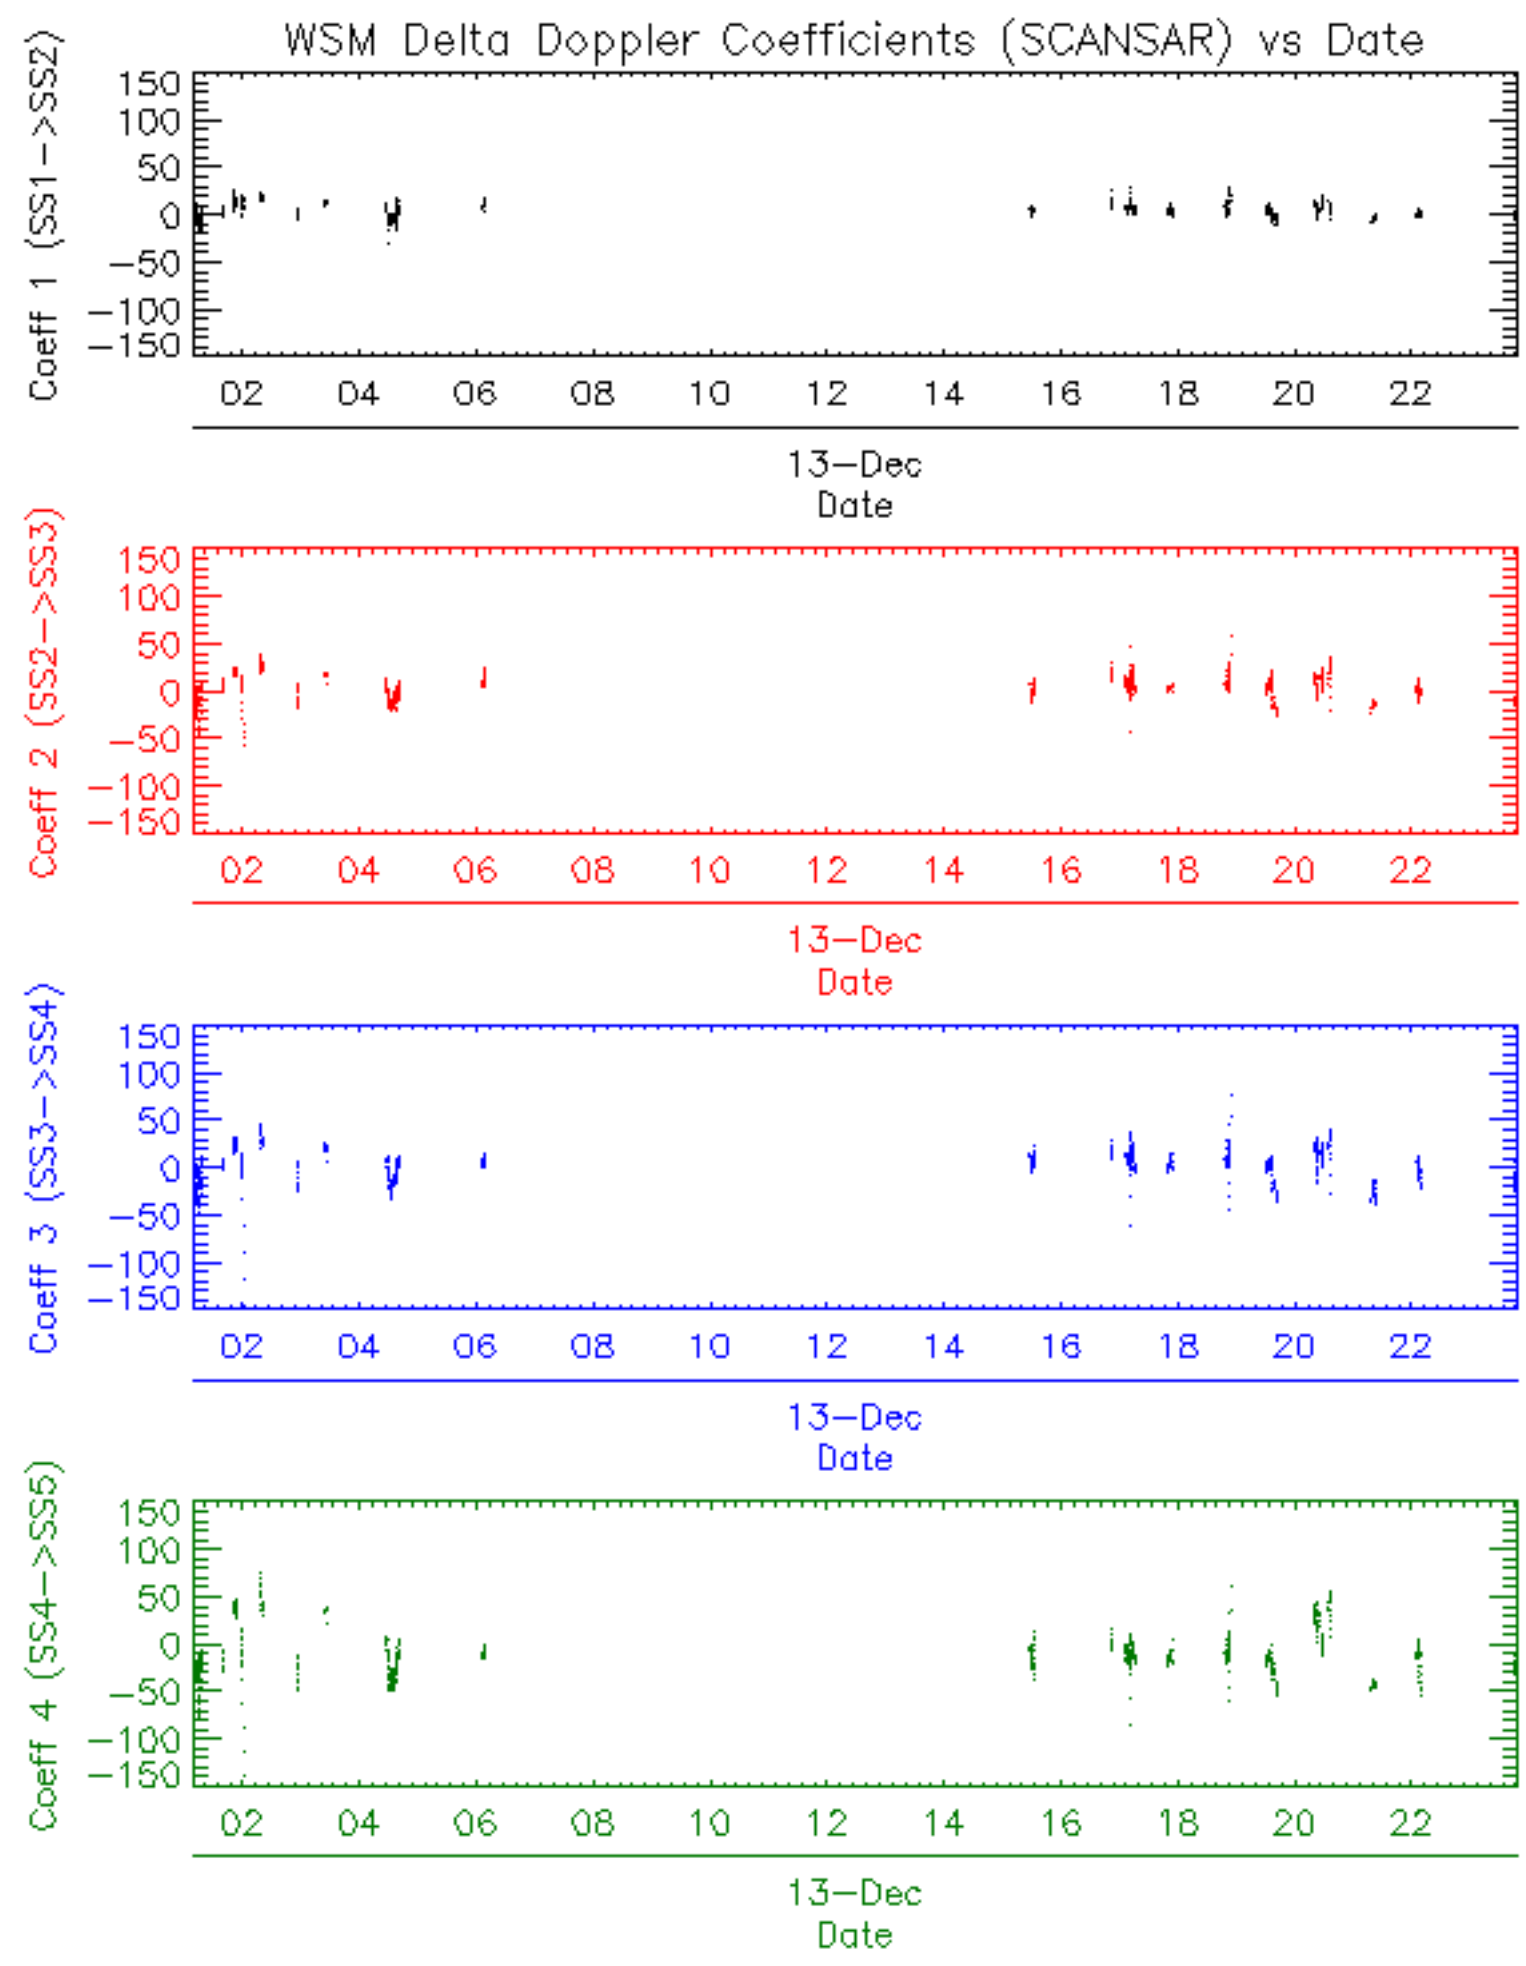 WSM Delta Doppler Coefficients (SCANSAR) vs Date
Coeff 1 (SS1->SS2)
150
100
50
0
-50
-100
-150
02 04 06 08 10 12 14 16 18 20 22
13-Dec
Date
Coeff 2 (SS2->SS3)
150
100
50
0
-50
-100
-150
02 04 06 08 10 12 14 16 18 20 22
13-Dec
Date
Coeff 3 (SS3->SS4)
150
100
50
0
-50
-100
-150
02 04 06 08 10 12 14 16 18 20 22
13-Dec
Date
Coeff 4 (SS4->SS5)
150
100
50
0
-50
-100
-150
02 04 06 08 10 12 14 16 18 20 22
13-Dec
Date